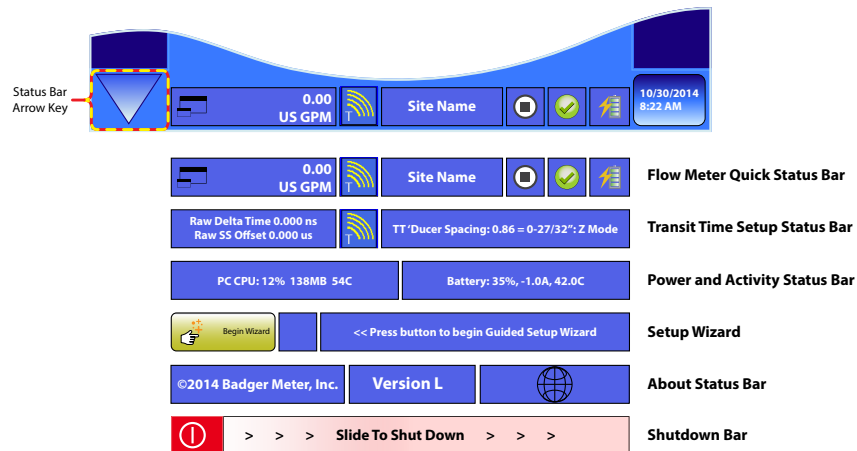 Status Bar
Arrow Key
0.00
US GPM
T
Site Name
10/30/2014
8:22 AM
0.00
US GPM
T
Site Name
Flow Meter Quick Status Bar
Raw Delta Time 0.000 ns
Raw SS Offset 0.000 us
T
TT ‘Ducer Spacing: 0.86 = 0-27/32”: Z Mode
Transit Time Setup Status Bar
PC CPU: 12% 138MB 54C
Battery: 35%, -1.0A, 42.0C
Power and Activity Status Bar
Begin Wizard
<< Press button to begin Guided Setup Wizard
Setup Wizard
©2014 Badger Meter, Inc.
Version L
About Status Bar
> > > Slide To Shut Down > > >
Shutdown Bar